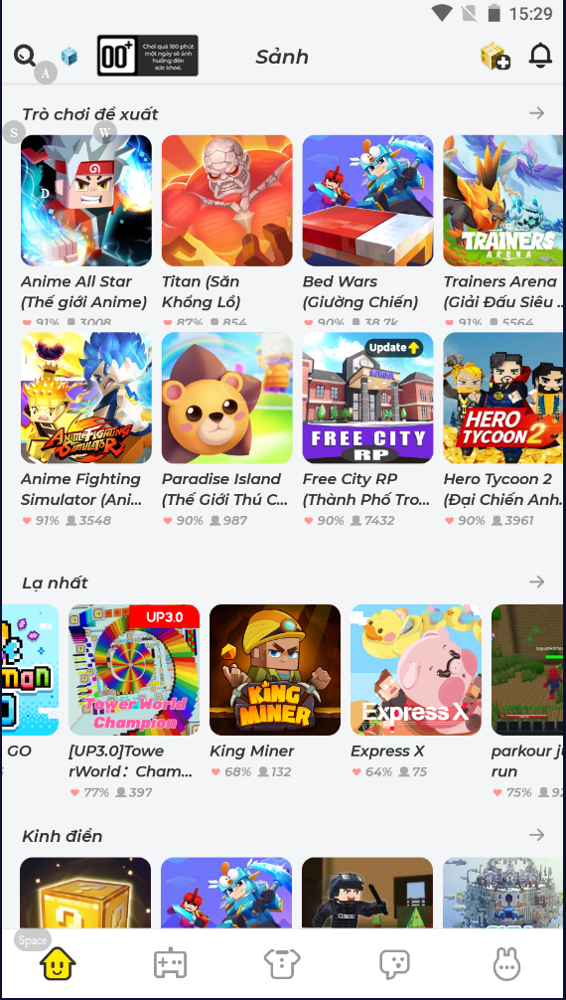 15:29
00+
Chơi quá 180 phút
một ngày sẽ ảnh
hưởng đến
sức khoẻ.
Sảnh
A
Trò chơi đề xuất
S
W
D
Anime All Star
(Thế giới Anime)
91% 3008
Titan (Săn
Khổng Lồ)
87% 854
Bed Wars
(Giường Chiến)
90% 38.7k
TRAINERS
ARENA
Trainers Arena
(Giải Đấu Siêu ..
91% 5564
ANIME FIGHTING
SIMULATOR
Anime Fighting
Simulator (Ani...
91% 3548
Paradise Island
(Thế Giới Thú C...
90% 987
Update
SCHOOL
FREE CITY
RP
Free City RP
(Thành Phố Tro...
90% 7432
HERO
TYCOON 2
Hero Tycoon 2
(Đại Chiến Anh.
90% 3961
Lạ nhất
GO
UP3.0
Tower World
Champion
[UP3.0]Towe
rWorld：Cham...
77% 397
KING
MINER
King Miner
68% 132
Express X
Express X
64% 75
parkour j
run
75% 92
Kinh điển
Space